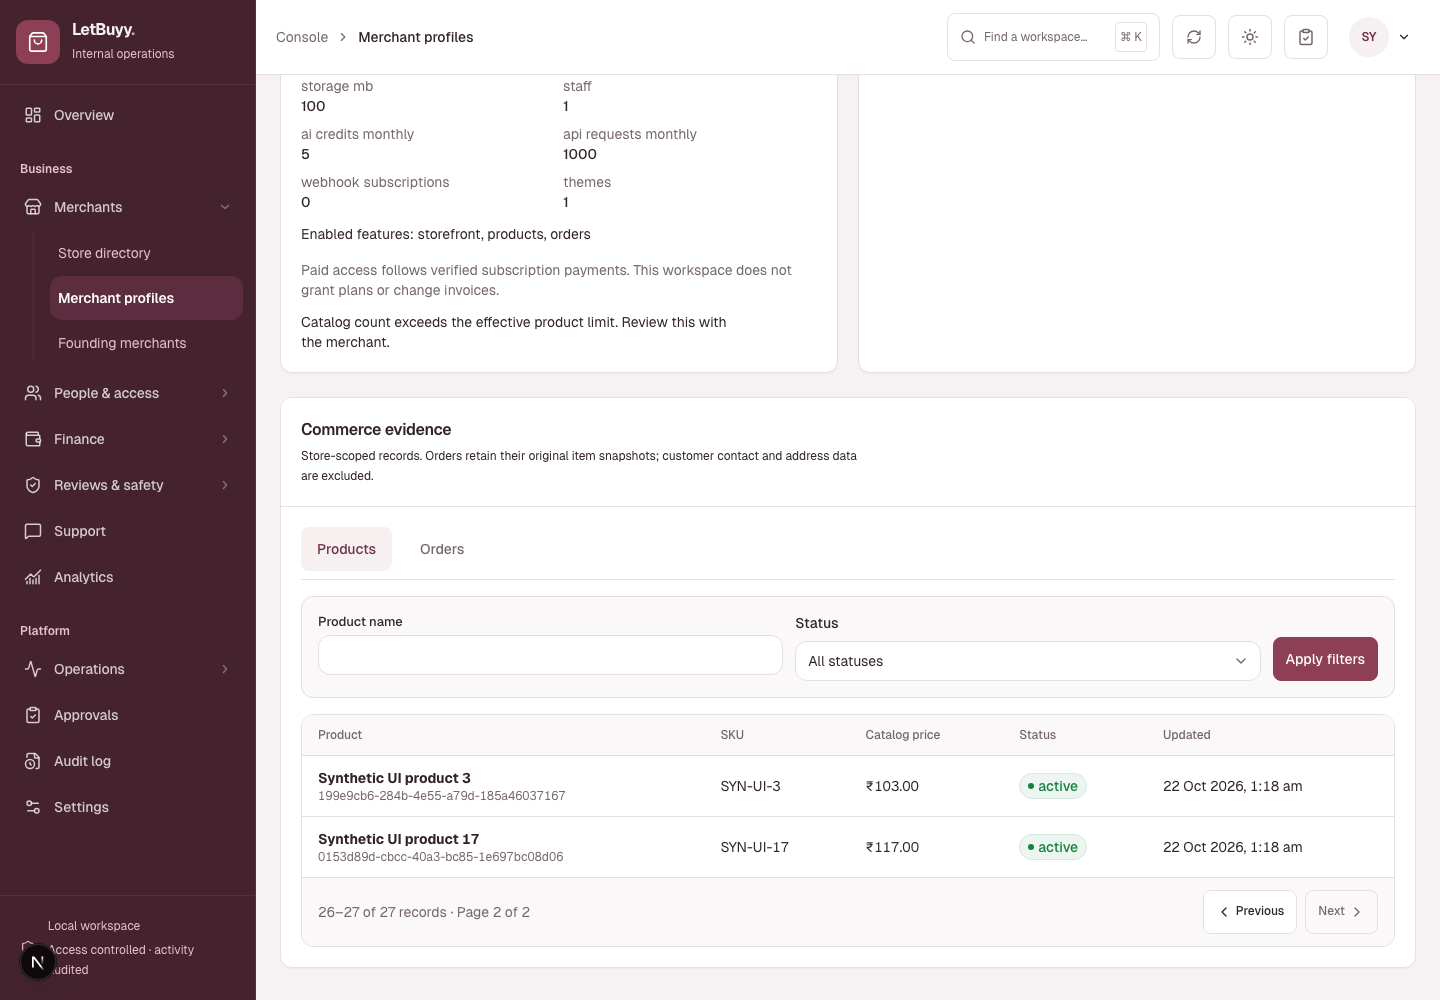 LetBuyy.
Internal operations
Overview
Business
Merchants
Store directory
Merchant profiles
Founding merchants
People & access
Finance
Reviews & safety
Support
Analytics
Platform
Operations
Approvals
Audit log
Settings
Local workspace
Access controlled · activity
audited
N
Console
Merchant profiles
Find a workspace...
⌘ K
SY
storage mb
100
staff
1
ai credits monthly
5
api requests monthly
1000
webhook subscriptions
0
themes
1
Enabled features: storefront, products, orders
Paid access follows verified subscription payments. This workspace does not
grant plans or change invoices.
Catalog count exceeds the effective product limit. Review this with
the merchant.
Commerce evidence
Store-scoped records. Orders retain their original item snapshots; customer contact and address data
are excluded.
Products
Orders
Product name
Status
All statuses
Apply filters
Product SKU Catalog price Status Updated
Synthetic UI product 3
199e9cb6-284b-4e55-a79d-185a46037167
SYN-UI-3 ₹103.00 active 22 Oct 2026, 1:18 am
Synthetic UI product 17
0153d89d-cbcc-40a3-bc85-1e697bc08d06
SYN-UI-17 ₹117.00 active 22 Oct 2026, 1:18 am
26–27 of 27 records · Page 2 of 2
Previous
Next